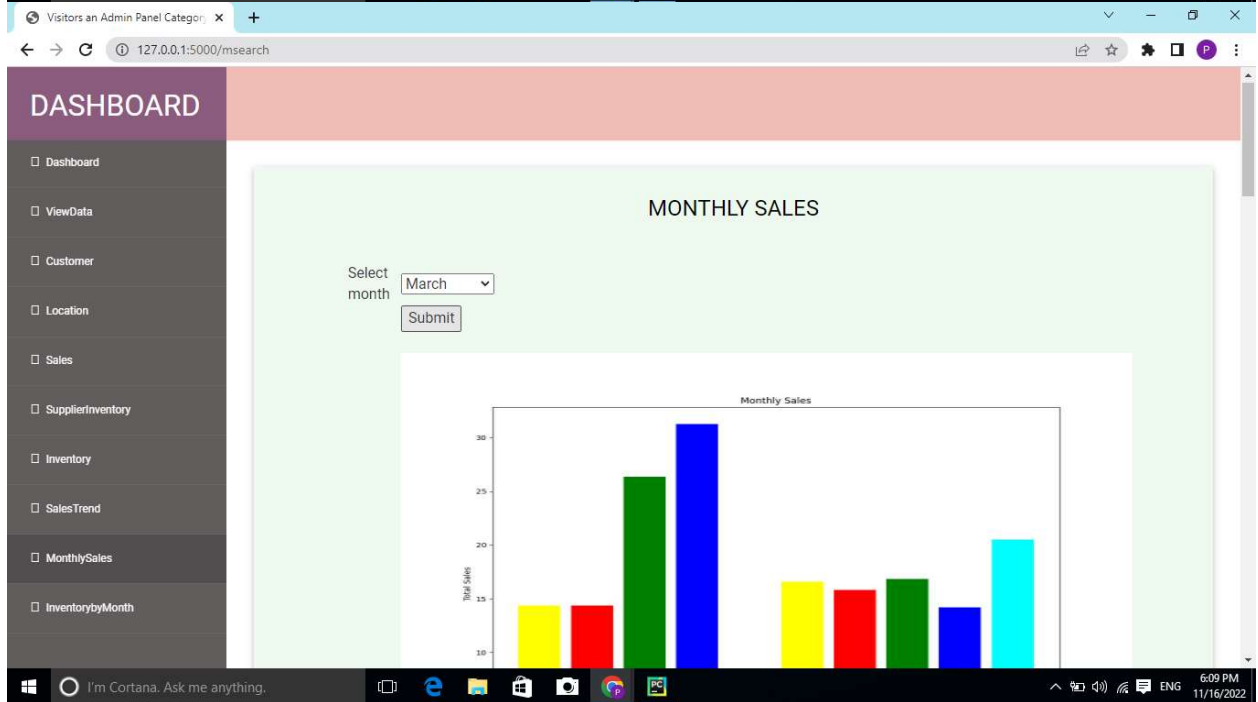 Visitors an Admin Panel Categor
127.0.0.1:5000/msearch
P
DASHBOARD
Dashboard
ViewData
Customer
Location
Sales
SupplierInventory
Inventory
SalesTrend
MonthlySales
InventorybyMonth
MONTHLY SALES
Select
month
March
Submit
Monthly Sales
30
25
20
15
10
Total Sales
I'm Cortana. Ask me anything.
PC
ENG
6:09 PM
11/16/2022